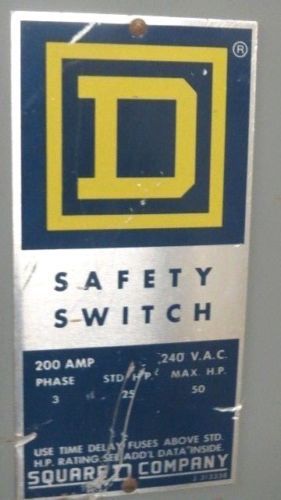 D ®
SAFETY
SWITCH
200 AMP 240 V.A.C.
PHASE STD. H.P. MAX. H.P.
3 25 50
USE TIME DELAY FUSES ABOVE STD.
H.P. RATING. SEE ADD'L DATA INSIDE.
SQUARE D COMPANY